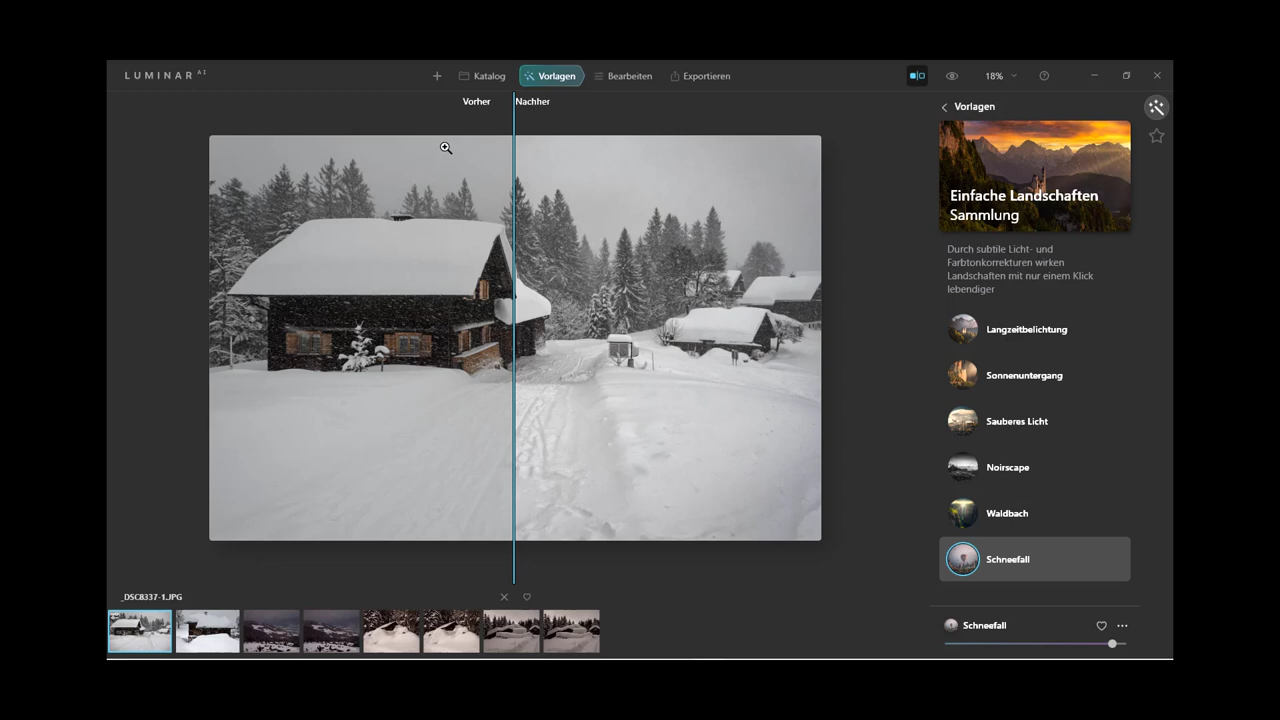 LUMINAR AI
Katalog
Vorlagen
Bearbeiten
Exportieren
18%
Vorher
Nachher
Vorlagen
Einfache Landschaften
Sammlung
Durch subtile Licht- und
Farbtonkorrekturen wirken
Landschaften mit nur einem Klick
lebendiger
Langzeitbelichtung
Sonnenuntergang
Sauberes Licht
Noirscape
Waldbach
Schneefall
_DSC8337-1.JPG
Schneefall